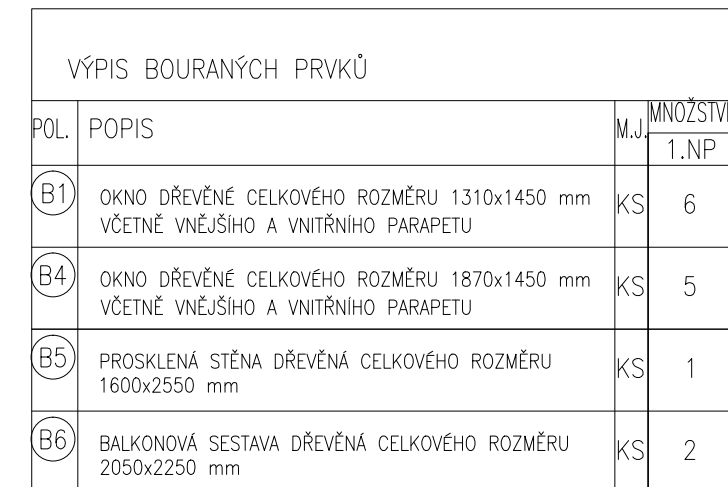 VÝPIS BOURANÝCH PRVKŮ
POL. POPIS M.J. MNOŽSTVÍ
1.NP
B1 OKNO DŘEVĚNÉ CELKOVÉHO ROZMĚRU 1310x1450 mm KS 6
VČETNĚ VNĚJŠÍHO A VNITŘNÍHO PARAPETU
B4 OKNO DŘEVĚNÉ CELKOVÉHO ROZMĚRU 1870x1450 mm KS 5
VČETNĚ VNĚJŠÍHO A VNITŘNÍHO PARAPETU
B5 PROSKLENÁ STĚNA DŘEVĚNÁ CELKOVÉHO ROZMĚRU KS 1
1600x2550 mm
B6 BALKONOVÁ SESTAVA DŘEVĚNÁ CELKOVÉHO ROZMĚRU KS 2
2050x2250 mm